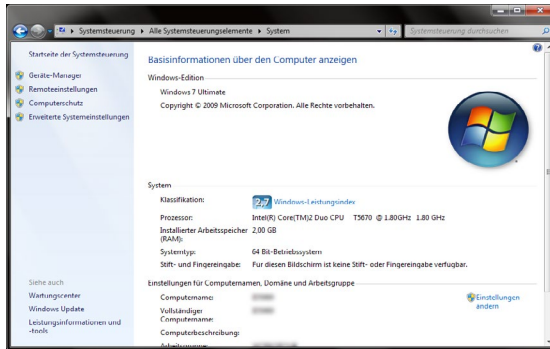 Systemsteuerung ▸ Alle Systemsteuerungselemente ▸ System
Systemsteuerung durchsuchen
Startseite der Systemsteuerung
Geräte-Manager
Remoteeinstellungen
Computerschutz
Erweiterte Systemeinstellungen
Siehe auch
Wartungscenter
Windows Update
Leistungsinformationen und
-tools
Basisinformationen über den Computer anzeigen
Windows-Edition
Windows 7 Ultimate
Copyright © 2009 Microsoft Corporation. Alle Rechte vorbehalten.
System
Klassifikation: 2,7 Windows-Leistungsindex
Prozessor: Intel(R) Core(TM)2 Duo CPU T5670 @ 1.80GHz 1.80 GHz
Installierter Arbeitsspeicher 2,00 GB
(RAM):
Systemtyp: 64 Bit-Betriebssystem
Stift- und Fingereingabe: Für diesen Bildschirm ist keine Stift- oder Fingereingabe verfügbar.
Einstellungen für Computernamen, Domäne und Arbeitsgruppe
Computername:
Einstellungen
ändern
Vollständiger
Computername:
Computerbeschreibung:
Arbeitsgruppe: